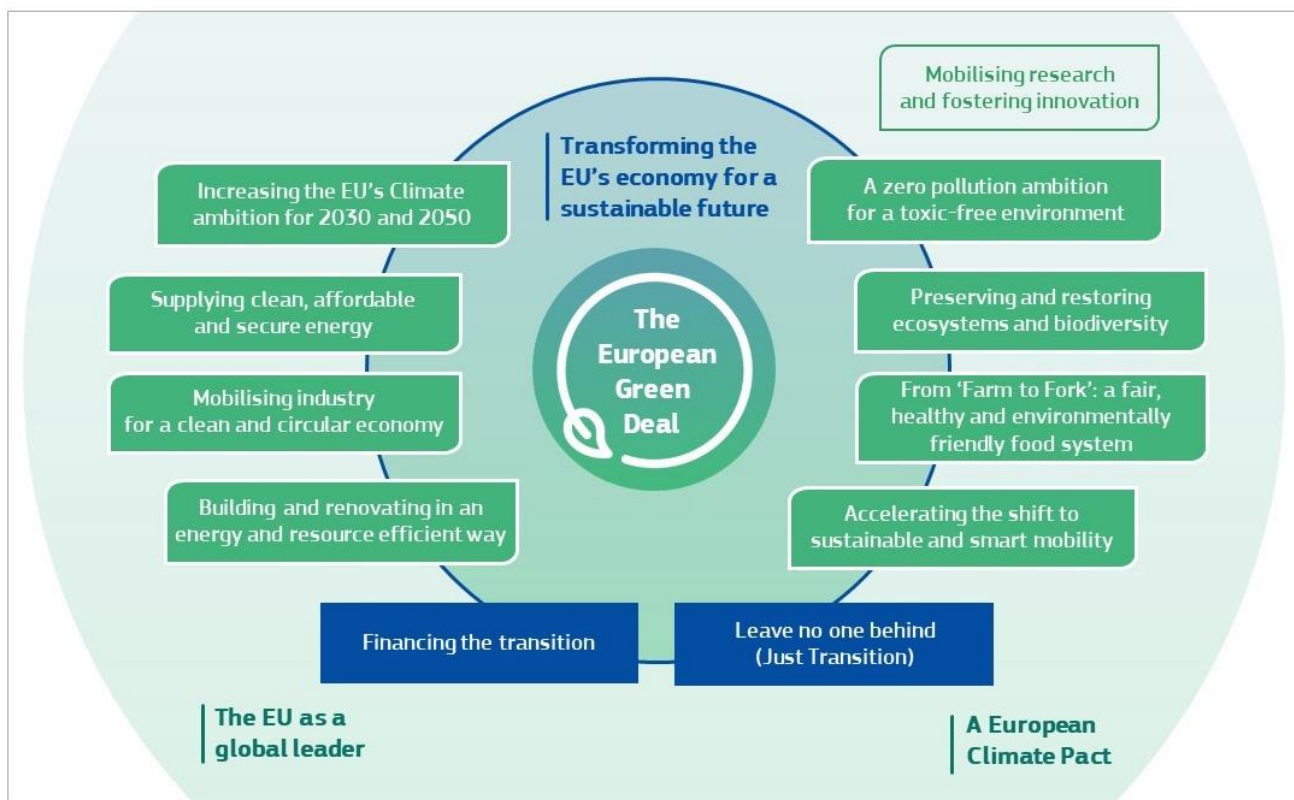 Mobilising research
and fostering innovation
Transforming the
EU's economy for a
sustainable future
Increasing the EU's Climate
ambition for 2030 and 2050
A zero pollution ambition
for a toxic-free environment
Supplying clean, affordable
and secure energy
Preserving and restoring
ecosystems and biodiversity
The
European
Green
Deal
Mobilising industry
for a clean and circular economy
From ‘Farm to Fork’: a fair,
healthy and environmentally
friendly food system
Building and renovating in an
energy and resource efficient way
Accelerating the shift to
sustainable and smart mobility
Financing the transition
Leave no one behind
(Just Transition)
The EU as a
global leader
A European
Climate Pact